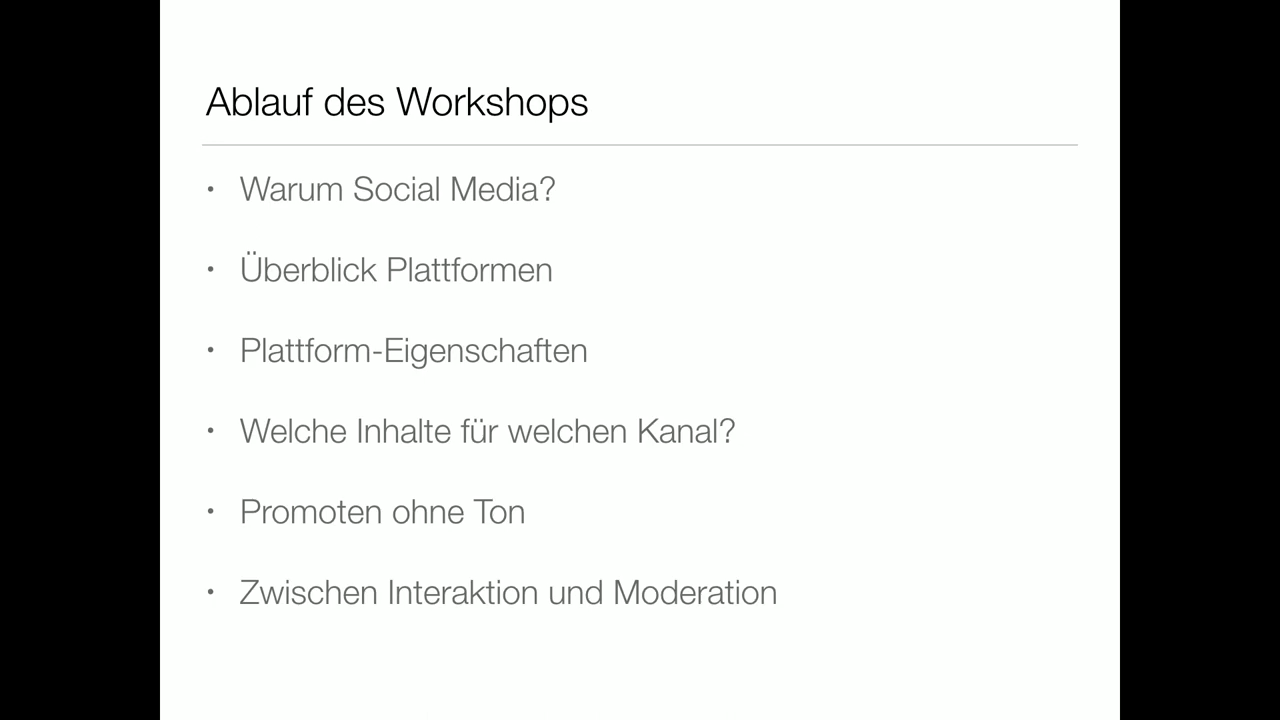 Ablauf des Workshops
• Warum Social Media?
• Überblick Plattformen
• Plattform-Eigenschaften
• Welche Inhalte für welchen Kanal?
• Promoten ohne Ton
• Zwischen Interaktion und Moderation